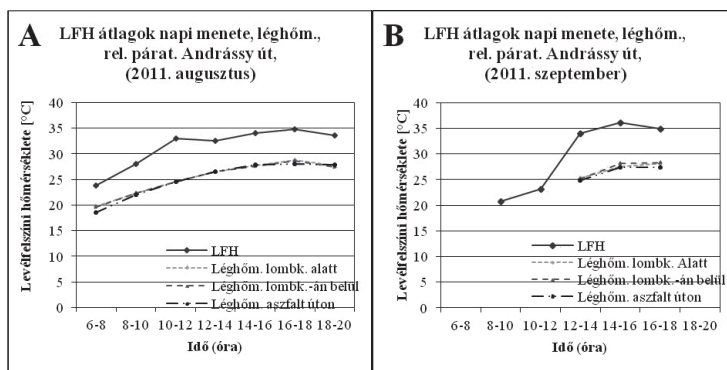 A
LFH átlagok napi menete, léghőm.,
rel. párat. Andrássy út,
(2011. augusztus)
Levélfelszíni hőmérséklete [°C]
40
35
30
25
20
15
10
5
0
LFH
Léghőm. lombk. alatt
Léghőm. lombk.-án belül
Léghőm. aszfalt úton
6-8 8-10 10-12 12-14 14-16 16-18 18-20
Idő (óra)
B
LFH átlagok napi menete, léghőm.,
rel. párat. Andrássy út,
(2011. szeptember)
Levélfelszíni hőmérséklete [°C]
40
35
30
25
20
15
10
5
0
LFH
Léghőm. lombk. Alatt
Léghőm. lombk. -án belül
Léghőm. aszfalt úton
6-8 8-10 10-12 12-14 14-16 16-18 18-20
Idő (óra)